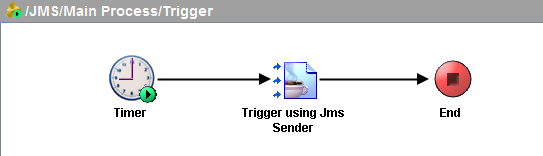 /JMS/Main Process/Trigger
Timer
Trigger using Jms
Sender
End